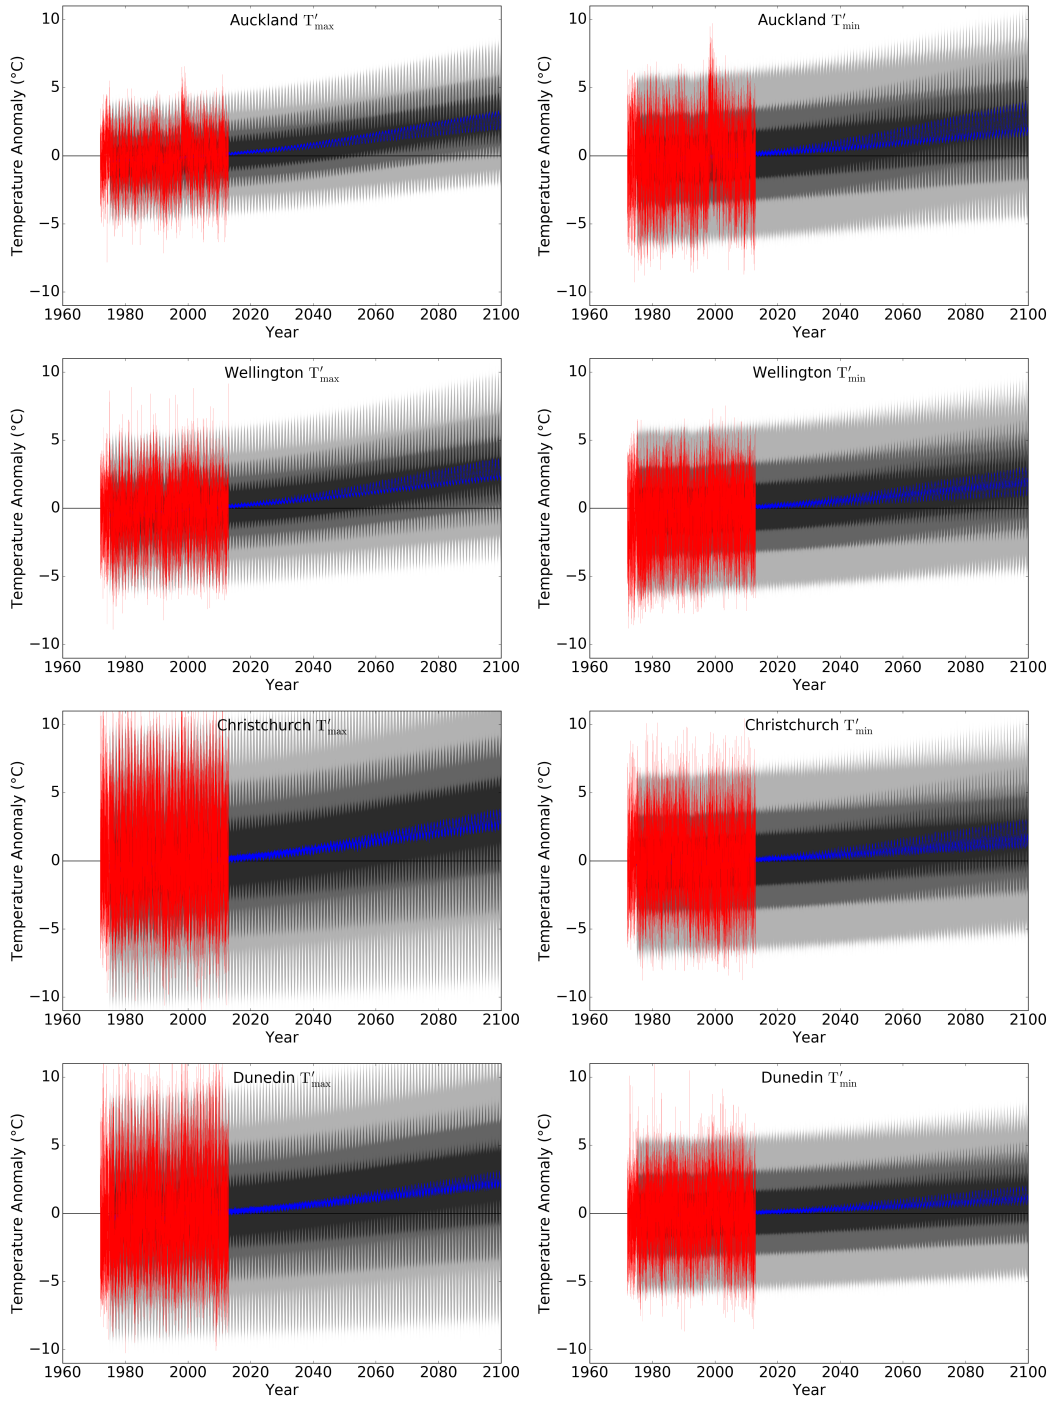 Auckland T′max
Temperature Anomaly (°C)
10
5
0
−5
−10
1960 1980 2000 2020 2040 2060 2080 2100
Year
Auckland T′min
Temperature Anomaly (°C)
10
5
0
−5
−10
1960 1980 2000 2020 2040 2060 2080 2100
Year
Wellington T′max
Temperature Anomaly (°C)
10
5
0
−5
−10
1960 1980 2000 2020 2040 2060 2080 2100
Year
Wellington T′min
Temperature Anomaly (°C)
10
5
0
−5
−10
1960 1980 2000 2020 2040 2060 2080 2100
Year
Christchurch T′max
Temperature Anomaly (°C)
10
5
0
−5
−10
1960 1980 2000 2020 2040 2060 2080 2100
Year
Christchurch T′min
Temperature Anomaly (°C)
10
5
0
−5
−10
1960 1980 2000 2020 2040 2060 2080 2100
Year
Dunedin T′max
Temperature Anomaly (°C)
10
5
0
−5
−10
1960 1980 2000 2020 2040 2060 2080 2100
Year
Dunedin T′min
Temperature Anomaly (°C)
10
5
0
−5
−10
1960 1980 2000 2020 2040 2060 2080 2100
Year